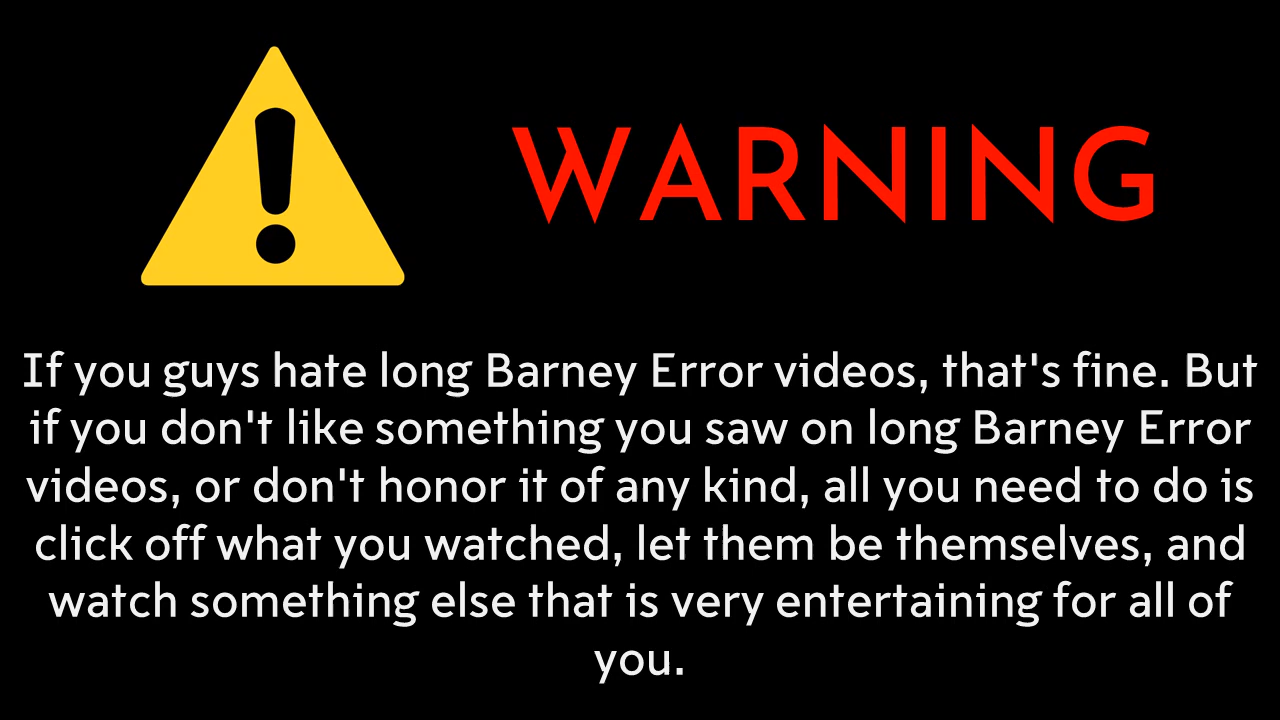 WARNING
If you guys hate long Barney Error videos, that's fine. But
if you don't like something you saw on long Barney Error
videos, or don't honor it of any kind, all you need to do is
click off what you watched, let them be themselves, and
watch something else that is very entertaining for all of
you.